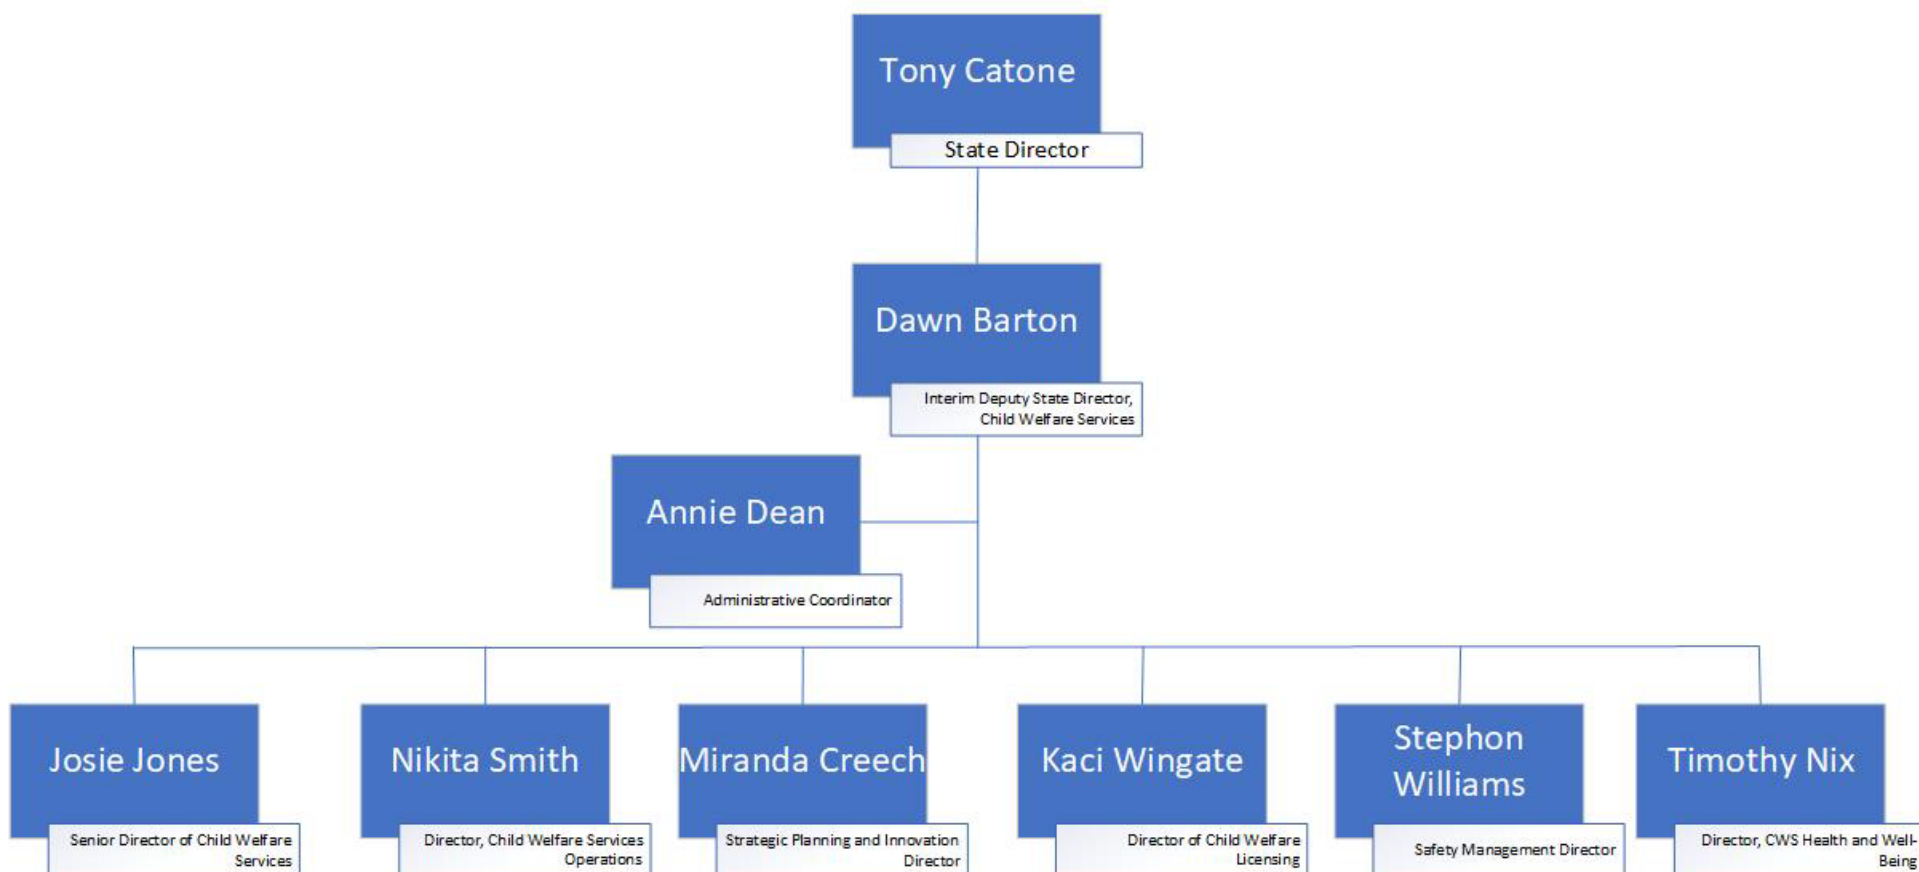 Tony Catone
State Director
Dawn Barton
Interim Deputy State Director,
Child Welfare Services
Annie Dean
Administrative Coordinator
Josie Jones
Senior Director of Child Welfare
Services
Nikita Smith
Director, Child Welfare Services
Operations
Miranda Creech
Strategic Planning and Innovation
Director
Kaci Wingate
Director of Child Welfare
Licensing
Stephon
Williams
Safety Management Director
Timothy Nix
Director, CWS Health and Well-
Being